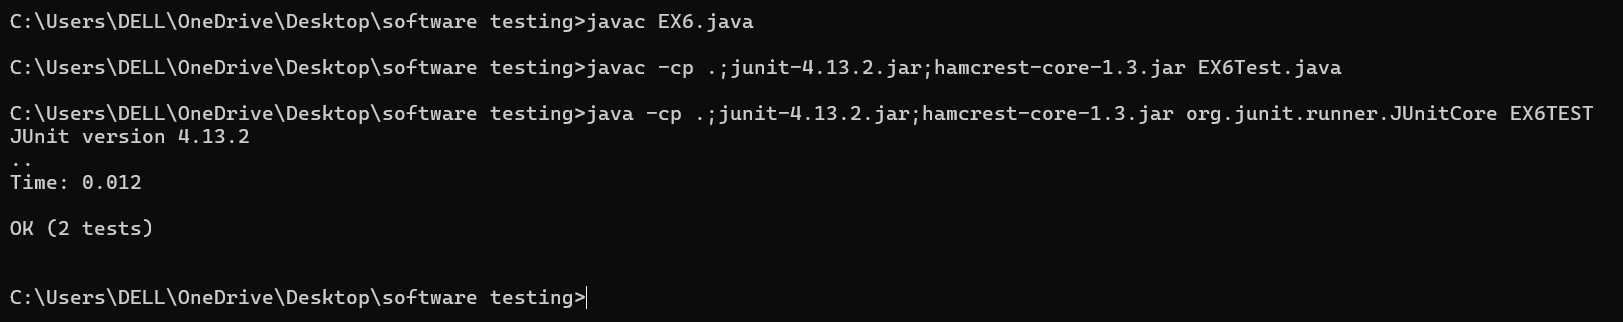 C:\Users\DELL\OneDrive\Desktop\software testing>javac EX6.java
C:\Users\DELL\OneDrive\Desktop\software testing>javac -cp .;junit-4.13.2.jar;hamcrest-core-1.3.jar EX6Test.java
C:\Users\DELL\OneDrive\Desktop\software testing>java -cp .;junit-4.13.2.jar;hamcrest-core-1.3.jar org.junit.runner.JUnitCore EX6TEST
JUnit version 4.13.2
..
Time: 0.012
OK (2 tests)
C:\Users\DELL\OneDrive\Desktop\software testing>